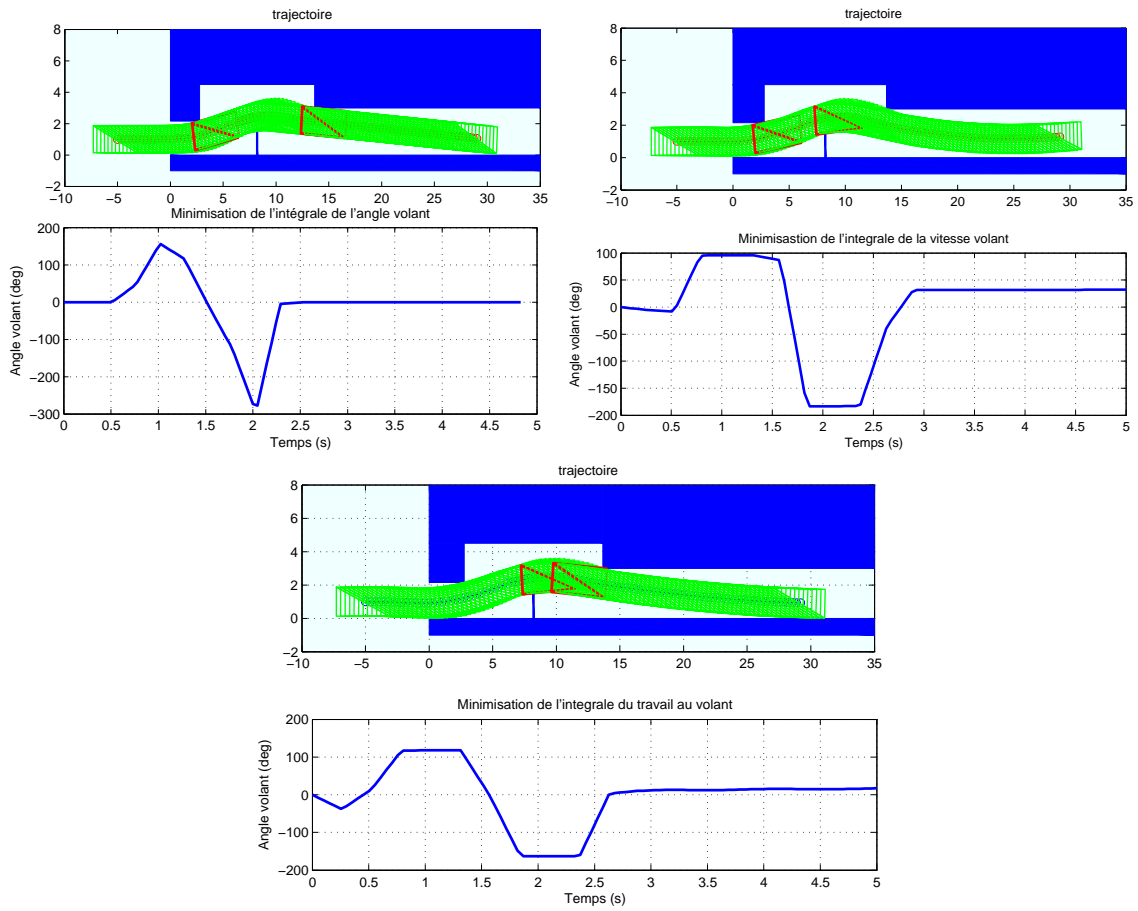 trajectoire
8
6
4
2
0
−2
−10 −5 0 5 10 15 20 25 30 35
Minimisation de l'intégrale de l'angle volant
200
100
0
−100
−200
−300
Angle volant (deg)
0 0.5 1 1.5 2 2.5 3 3.5 4 4.5 5
Temps (s)
trajectoire
8
6
4
2
0
−2
−10 −5 0 5 10 15 20 25 30 35
Minimisastion de l'integrale de la vitesse volant
100
50
0
−50
−100
−150
−200
Angle volant (deg)
0 0.5 1 1.5 2 2.5 3 3.5 4 4.5 5
Temps (s)
trajectoire
8
6
4
2
0
−2
−10 −5 0 5 10 15 20 25 30 35
Minimisation de l'integrale du travail au volant
200
100
0
−100
−200
Angle volant (deg)
0 0.5 1 1.5 2 2.5 3 3.5 4 4.5 5
Temps (s)